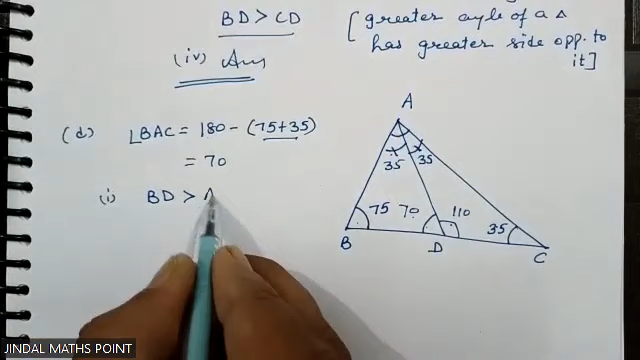 BD > CD
[greater angle of a Δ
has greater side opp. to
it]
(iv) Ans
(d) ∠BAC = 180 - (75+35)
= 70
(i) BD > A
A
35 35
75 70 110 35
B D C
JINDAL MATHS POINT